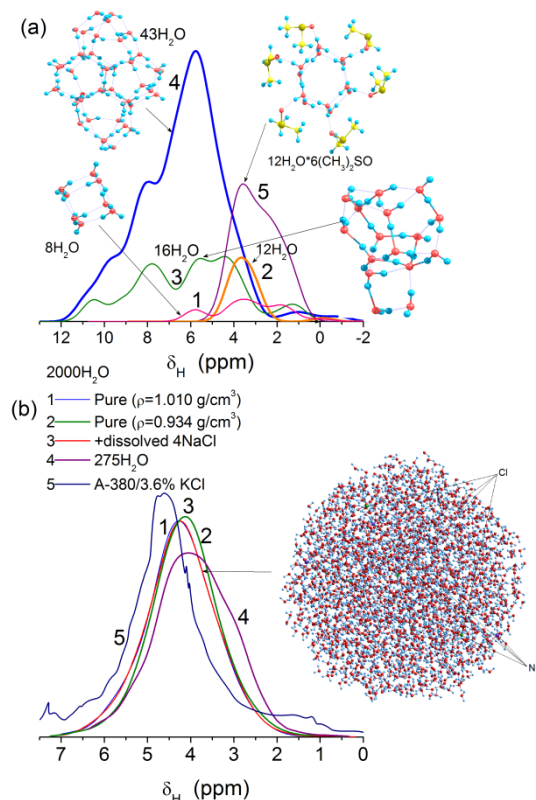 (a)
43H₂O
4
12H₂O*6(CH₃)₂SO
5
8H₂O
16H₂O
12H₂O
3
2
1
12 10 8 6 4 2 0 -2
δH (ppm)
2000H₂O
(b)
1 Pure (ρ=1.010 g/cm³)
2 Pure (ρ=0.934 g/cm³)
3 +dissolved 4NaCl
4 275H₂O
5 A-380/3.6% KCl
Cl
3
1
2
5
4
N
7 6 5 4 3 2 1 0
δH (ppm)